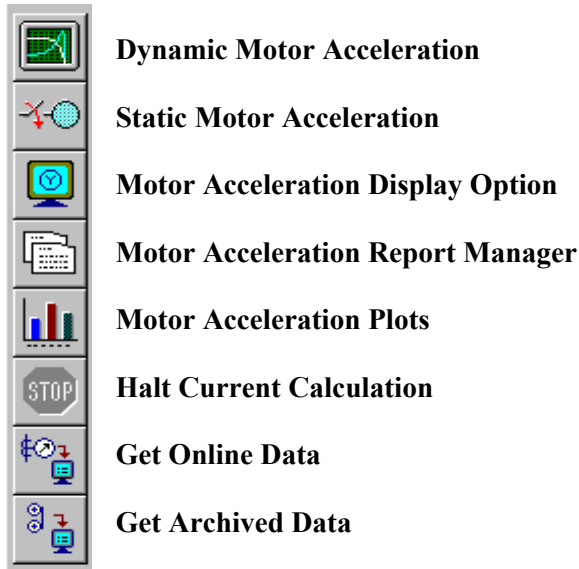 Dynamic Motor Acceleration
Static Motor Acceleration
Motor Acceleration Display Option
Motor Acceleration Report Manager
Motor Acceleration Plots
STOP Halt Current Calculation
Get Online Data
Get Archived Data